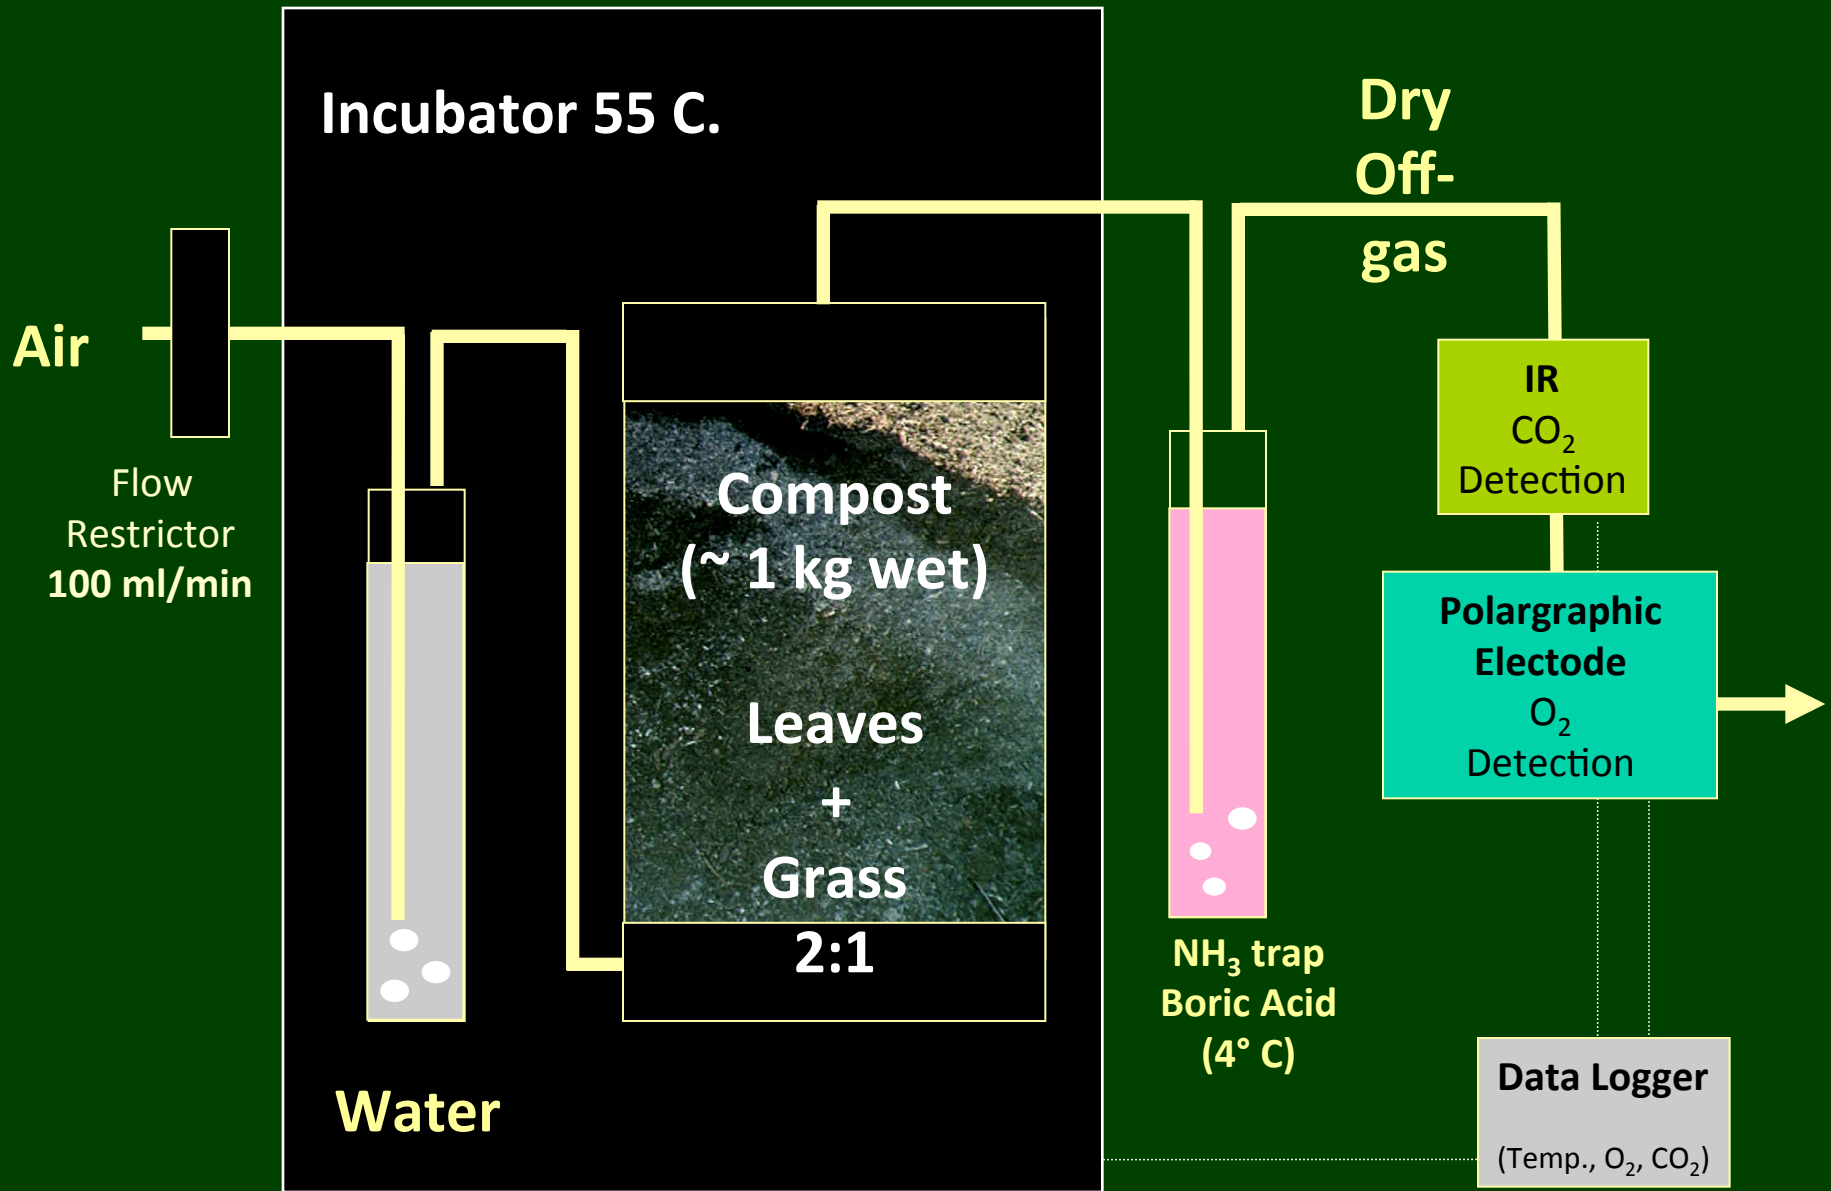 Incubator 55 C.
Air
Flow
Restrictor
100 ml/min
Water
Compost
(~ 1 kg wet)
Leaves
+
Grass
2:1
NH₃ trap
Boric Acid
(4° C)
Dry
Off-
gas
IR
CO₂
Detection
Polargraphic
Electode
O₂
Detection
Data Logger
(Temp., O₂, CO₂)